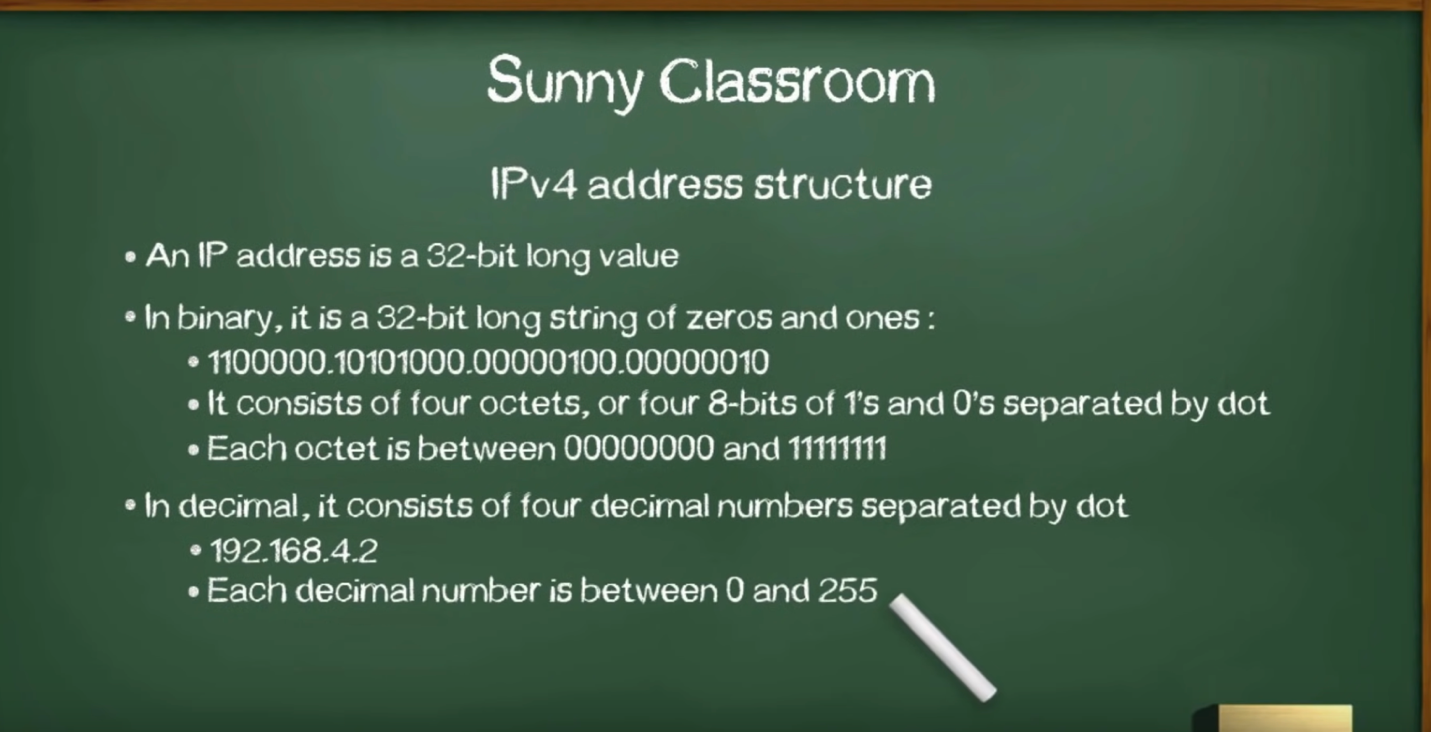 Sunny Classroom
IPv4 address structure
• An IP address is a 32-bit long value
• In binary, it is a 32-bit long string of zeros and ones :
• 1100000.10101000.00000100.00000010
• It consists of four octets, or four 8-bits of 1's and 0's separated by dot
• Each octet is between 00000000 and 11111111
• In decimal, it consists of four decimal numbers separated by dot
• 192.168.4.2
• Each decimal number is between 0 and 255